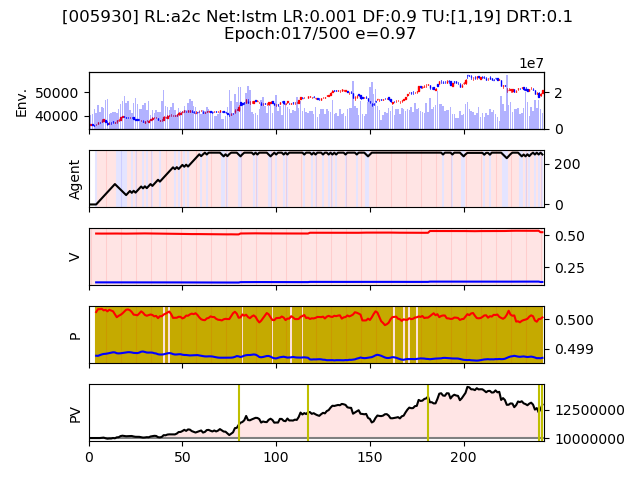 [005930] RL:a2c Net:lstm LR:0.001 DF:0.9 TU:[1,19] DRT:0.1
Epoch:017/500 e=0.97
1e7
Env.
50000
40000
2
0
Agent
200
0
V
0.50
0.25
P
0.500
0.499
PV
12500000
10000000
0 50 100 150 200